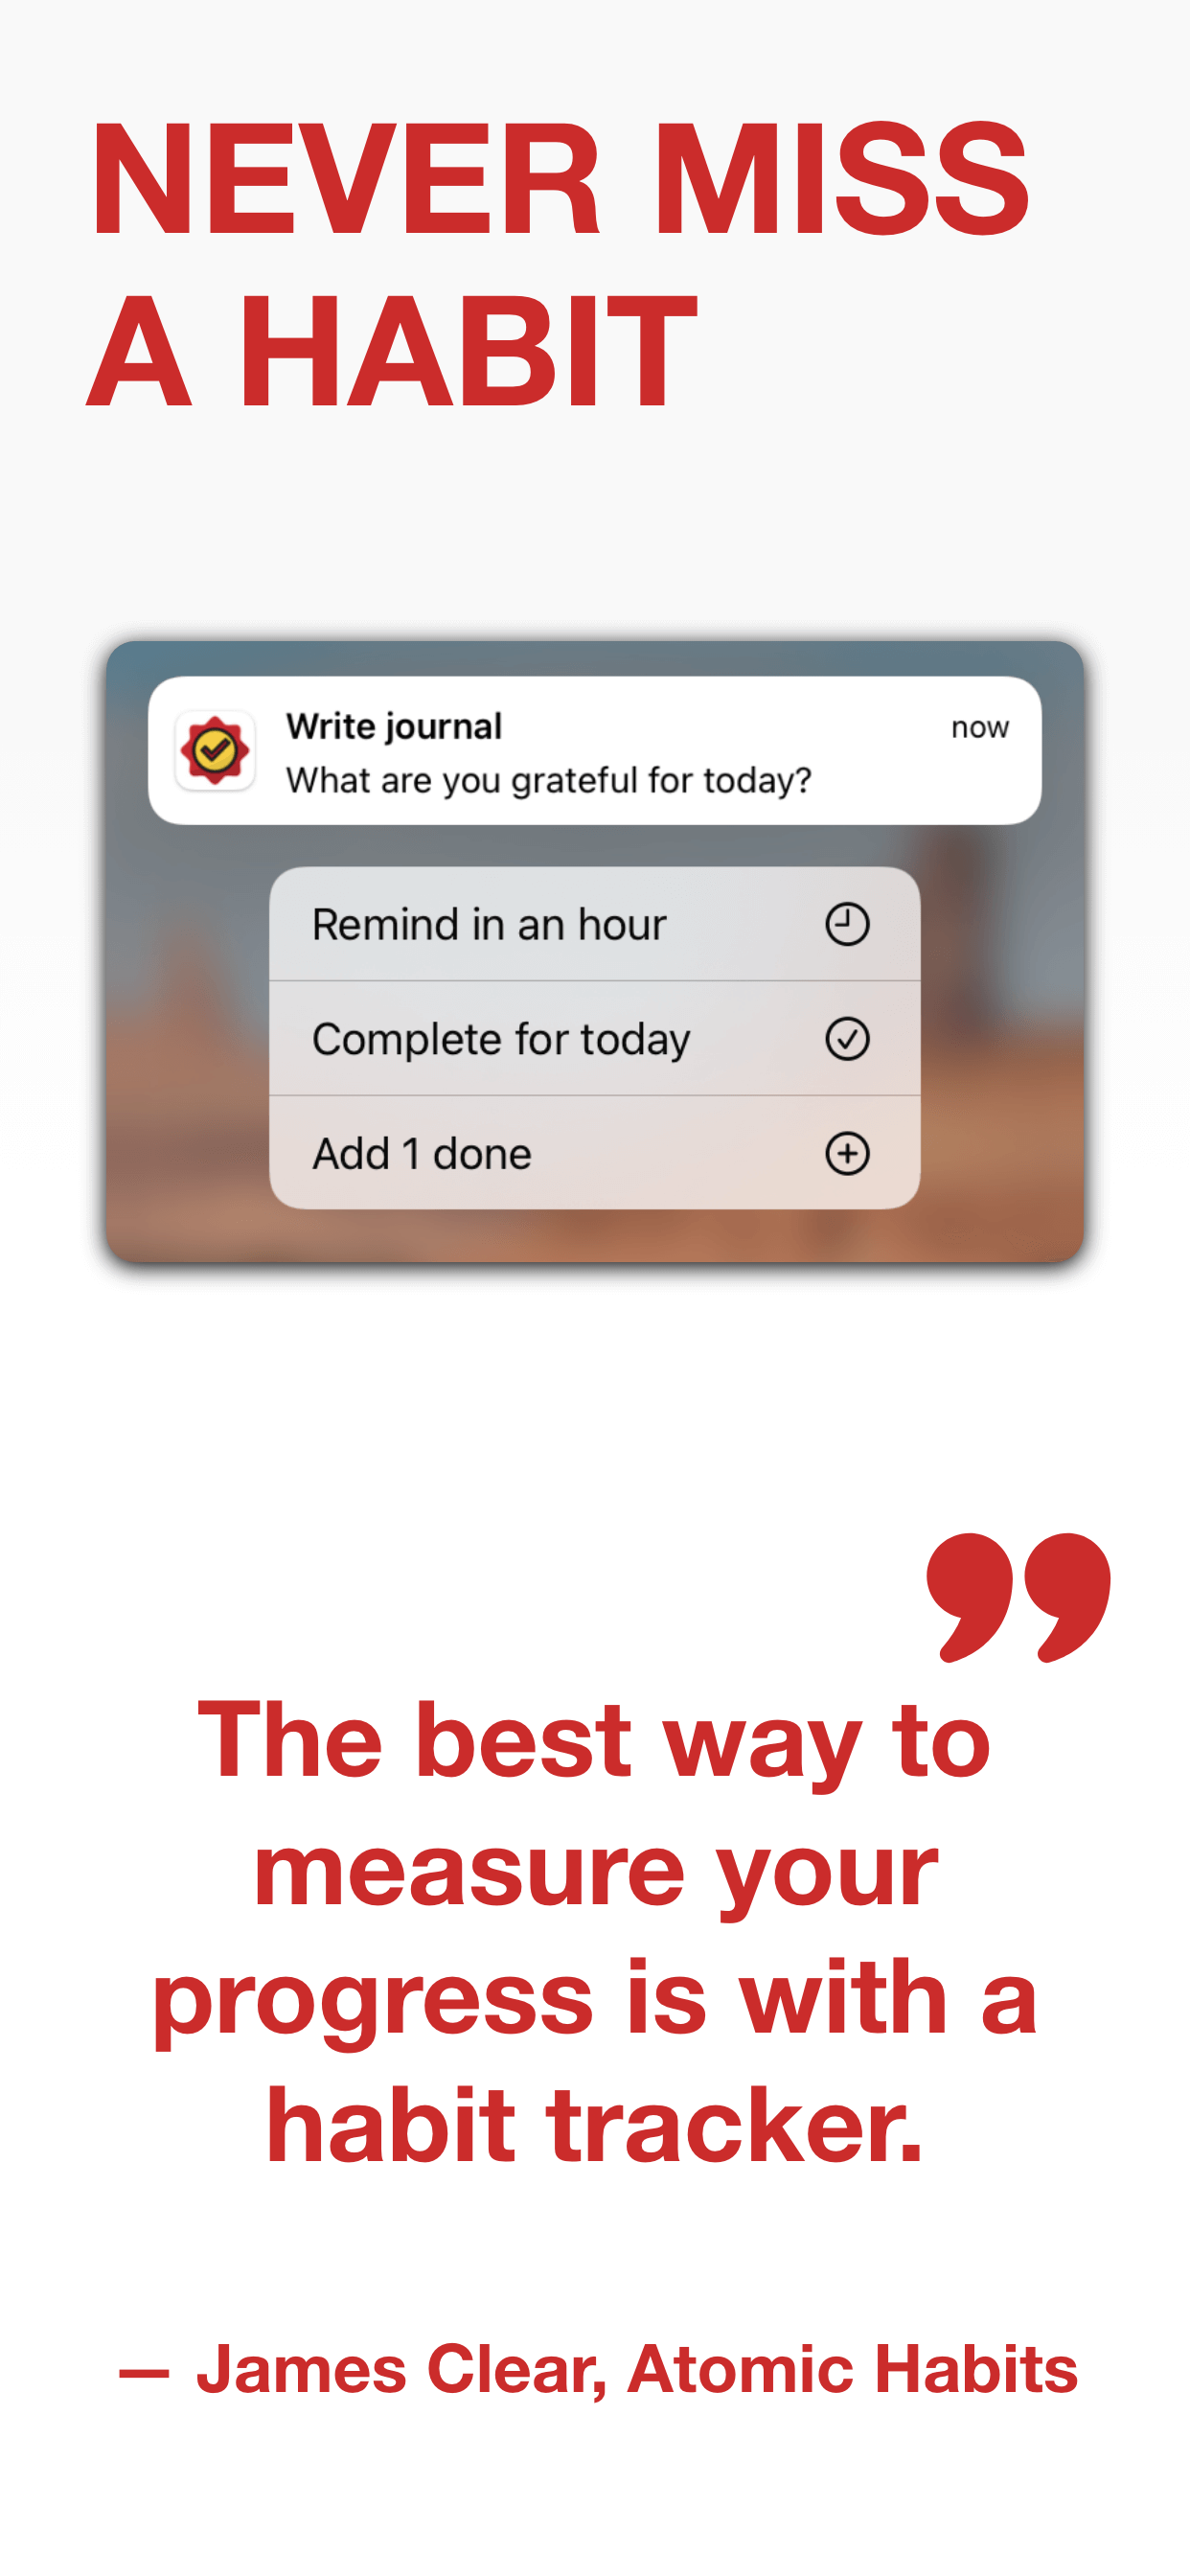 NEVER MISS
A HABIT
Write journal
now
What are you grateful for today?
Remind in an hour
Complete for today
Add 1 done
”
The best way to
measure your
progress is with a
habit tracker.
— James Clear, Atomic Habits